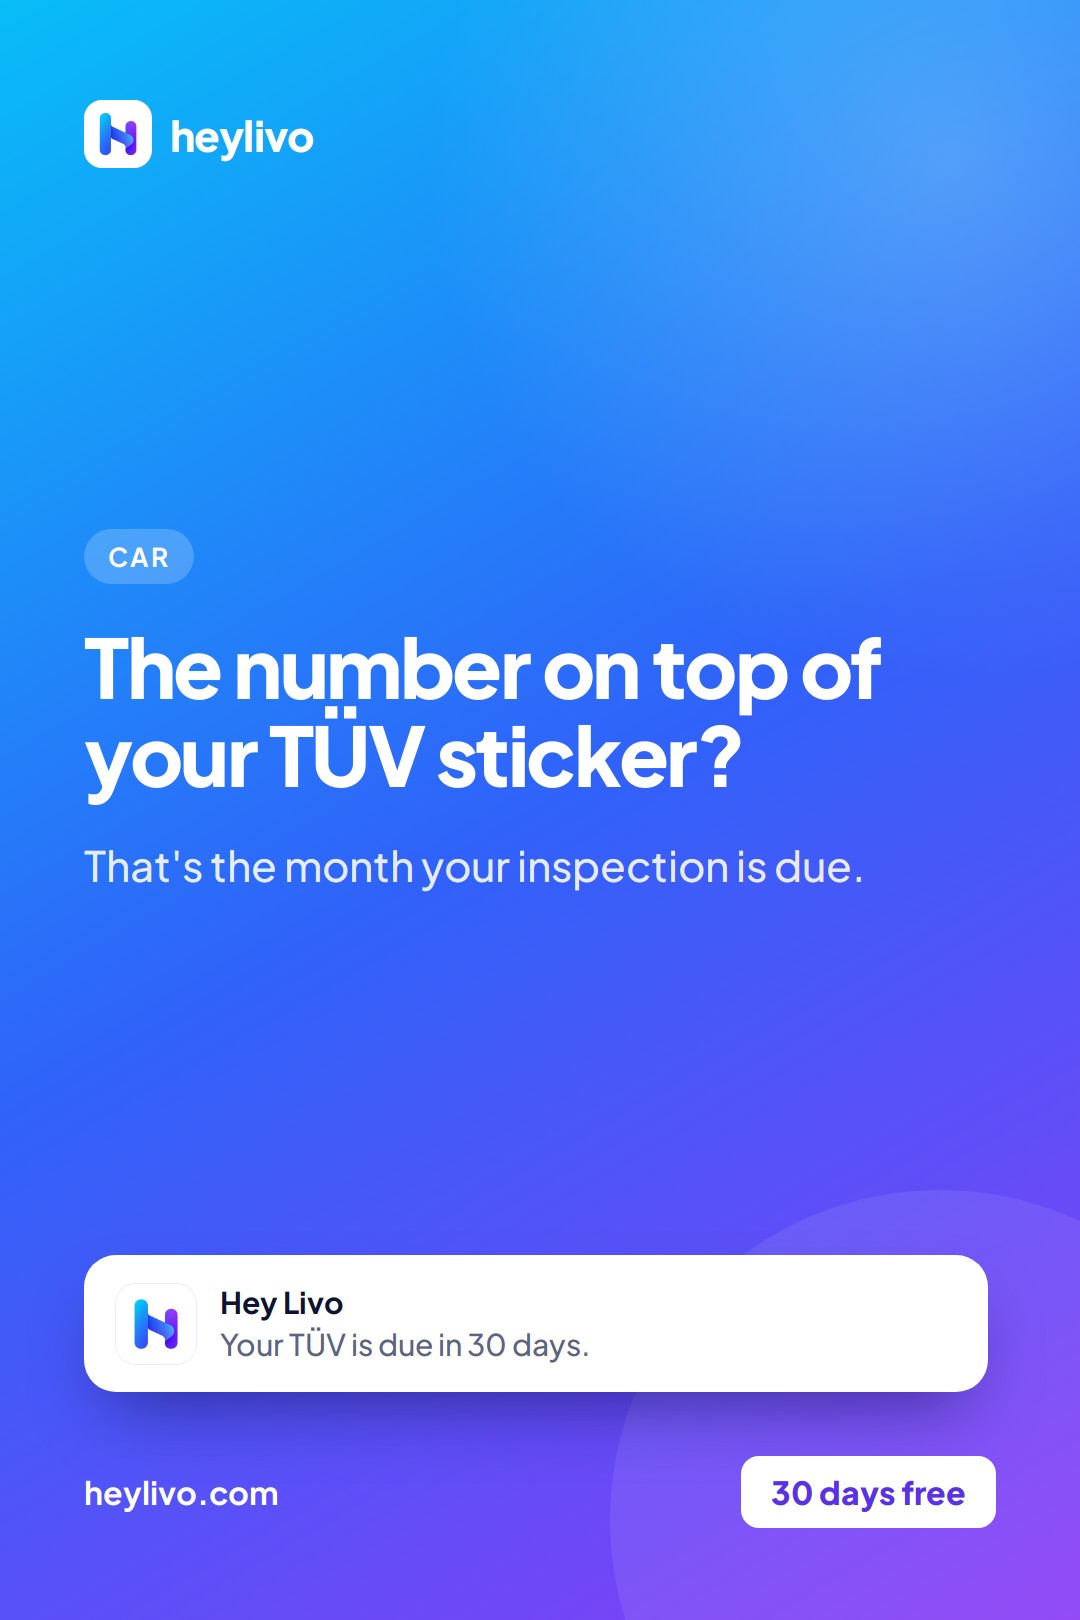 heylivo
CAR
The number on top of
your TÜV sticker?
That's the month your inspection is due.
Hey Livo
Your TÜV is due in 30 days.
heylivo.com
30 days free